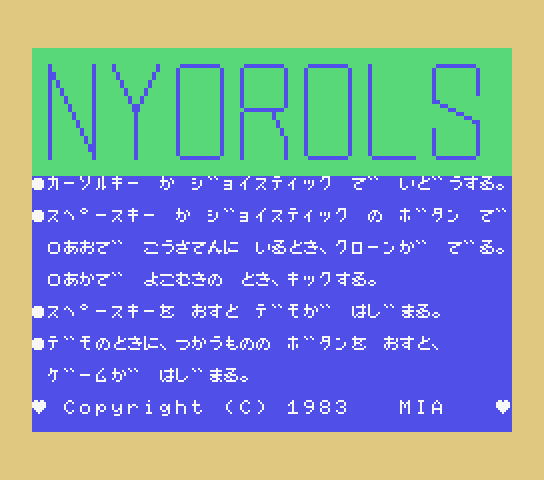 NYOROLS
●カーソルキー か ジョイスティック で いどうする。
●スペースキー か ジョイスティック の ボタン で
○あおで こうさてんに いるとき、クローンが でる。
○あかで よこむきの とき、キックする。
●スペースキーを おすと デモが はじまる。
●デモのときに、つかうものの ボタンを おすと、
ゲームが はじまる。
♥ Copyright (C) 1983 MIA ♥